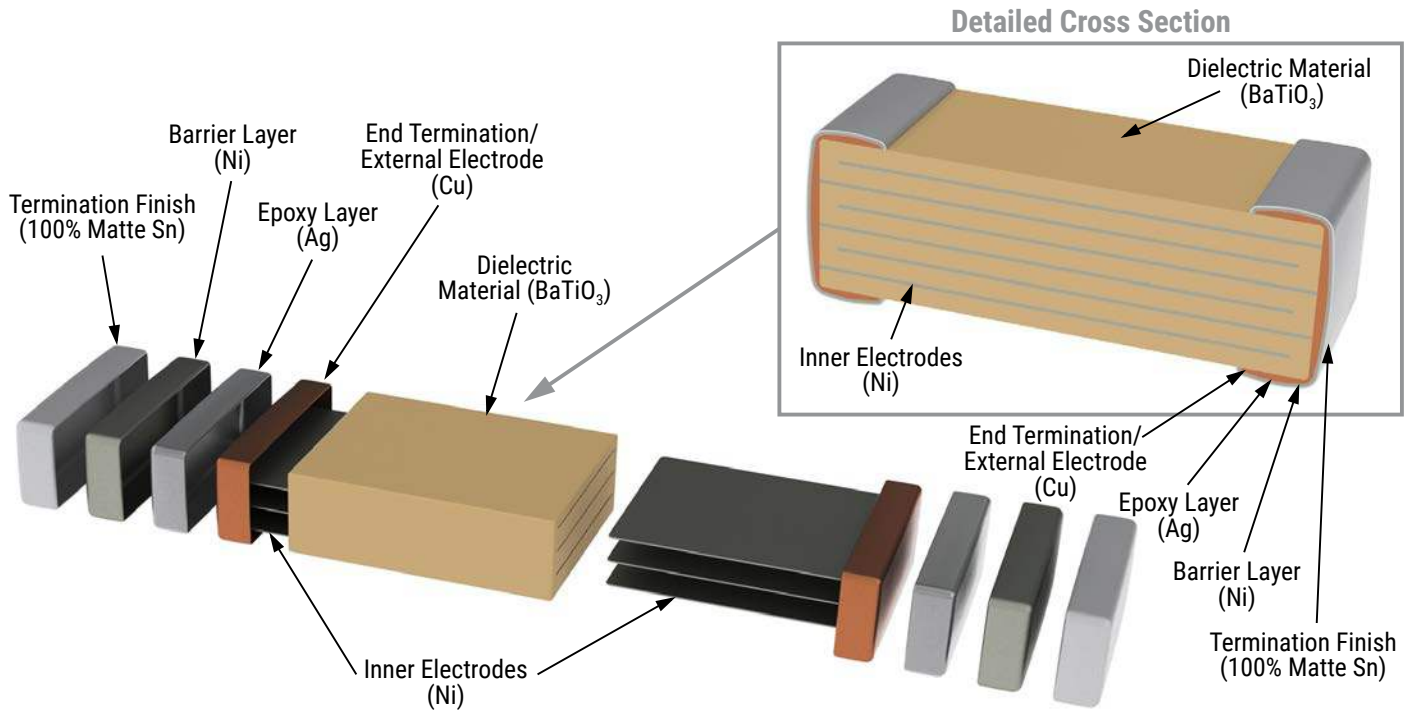 Detailed Cross Section
Dielectric Material
(BaTiO₃)
Inner Electrodes
(Ni)
End Termination/
External Electrode
(Cu)
Epoxy Layer
(Ag)
Barrier Layer
(Ni)
Termination Finish
(100% Matte Sn)
Termination Finish
(100% Matte Sn)
Barrier Layer
(Ni)
Epoxy Layer
(Ag)
End Termination/
External Electrode
(Cu)
Dielectric
Material (BaTiO₃)
Inner Electrodes
(Ni)